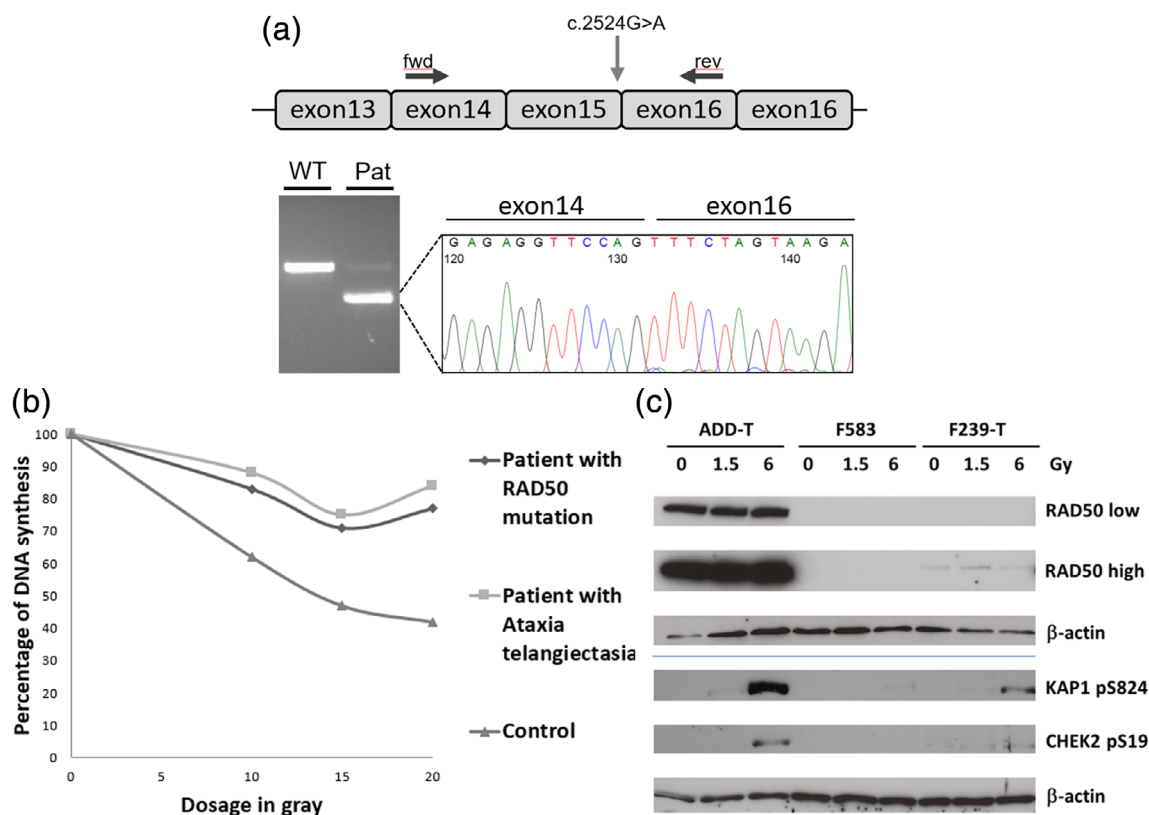 (a)
c.2524G>A
fwd
rev
exon13 exon14 exon15 exon16 exon16
WT Pat
exon14 exon16
G A G A G G T T C C A G T T T C T A G T A A G A
120 130 140
(b)
Percentage of DNA synthesis
100
90
80
70
60
50
40
30
20
10
0
0 5 10 15 20
Dosage in gray
Patient with
RAD50
mutation
Patient with
Ataxia
telangiectasia
Control
(c)
ADD-T F583 F239-T
0 1.5 6 0 1.5 6 0 1.5 6 Gy
RAD50 low
RAD50 high
β-actin
KAP1 pS824
CHEK2 pS19
β-actin